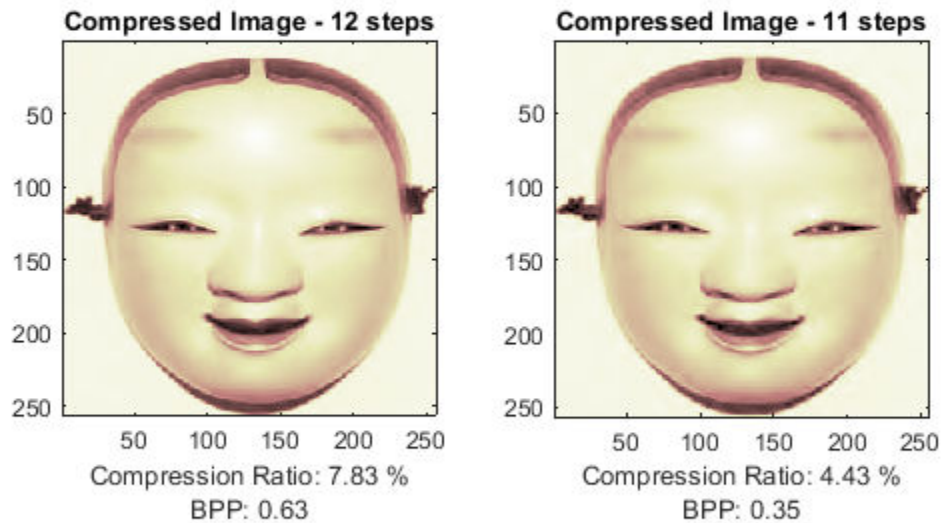 Compressed Image - 12 steps
50
100
150
200
250
50 100 150 200 250
Compression Ratio: 7.83 %
BPP: 0.63
Compressed Image - 11 steps
50
100
150
200
250
50 100 150 200 250
Compression Ratio: 4.43 %
BPP: 0.35